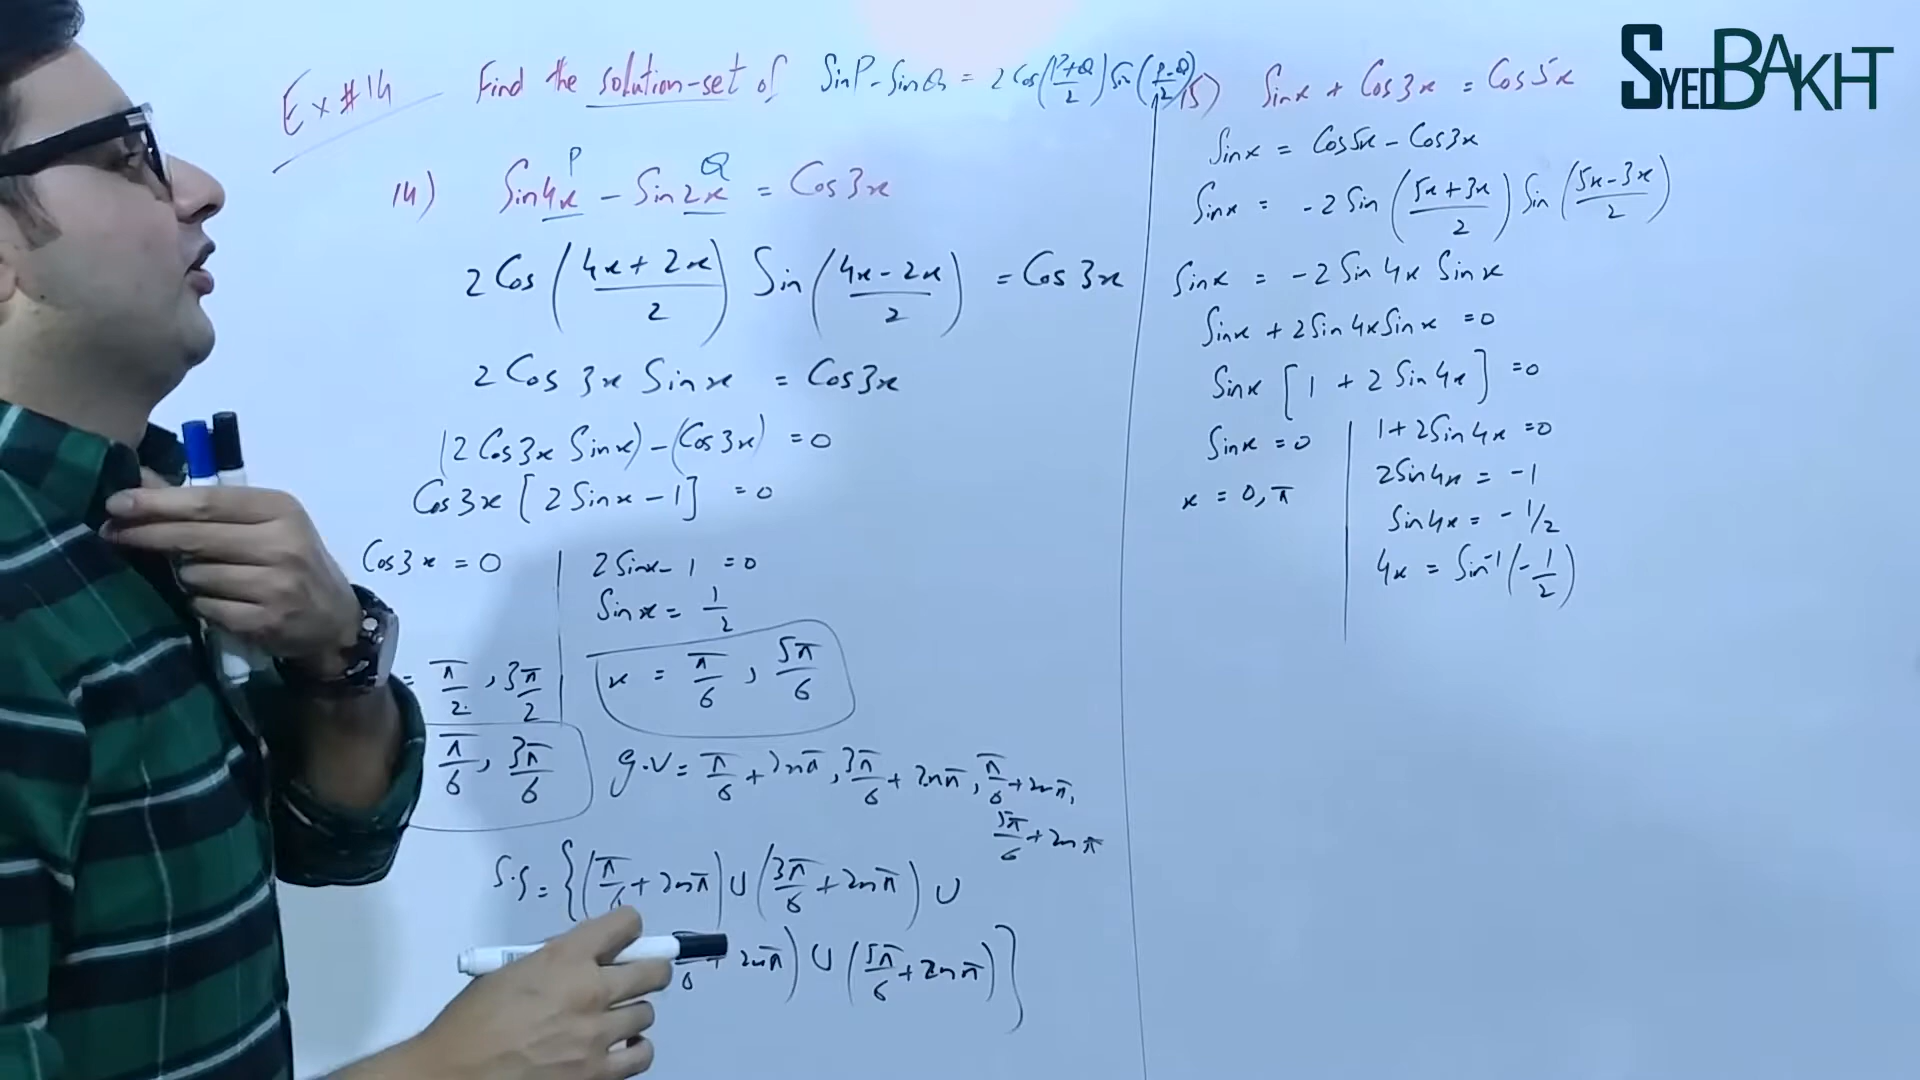 SYEDBAKHT
Ex#14 Find the solution-set of SinP - SinQ = 2 Cos(P+Q/2) Sin(P-Q/2)
P Q
14) Sin4x - Sin2x = Cos3x
2 Cos (4x + 2x / 2) Sin (4x - 2x / 2) = Cos3x
2 Cos 3x Sinx = Cos3x
(2 Cos3x Sinx) - (Cos3x) = 0
Cos3x [2 Sinx - 1] = 0
Cos3x = 0
= π/2, 3π/2
π/6, 3π/6
2 Sinx - 1 = 0
Sinx = 1/2
x = π/6, 5π/6
g.v = π/6 + 2nπ, 3π/6 + 2nπ, π/6 + 2nπ,
5π/6 + 2nπ
S.S = {(π/6 + 2nπ) ∪ (3π/6 + 2nπ) ∪
+ 2nπ) ∪ (5π/6 + 2nπ)}
15) Sinx + Cos3x = Cos5x
Sinx = Cos5x - Cos3x
Sinx = -2 Sin (5x + 3x / 2) Sin (5x - 3x / 2)
Sinx = -2 Sin 4x Sinx
Sinx + 2Sin4xSinx = 0
Sinx [1 + 2 Sin4x] = 0
Sinx = 0
x = 0, π
1 + 2Sin4x = 0
2Sin4x = -1
Sin4x = -1/2
4x = Sin⁻¹(-1/2)